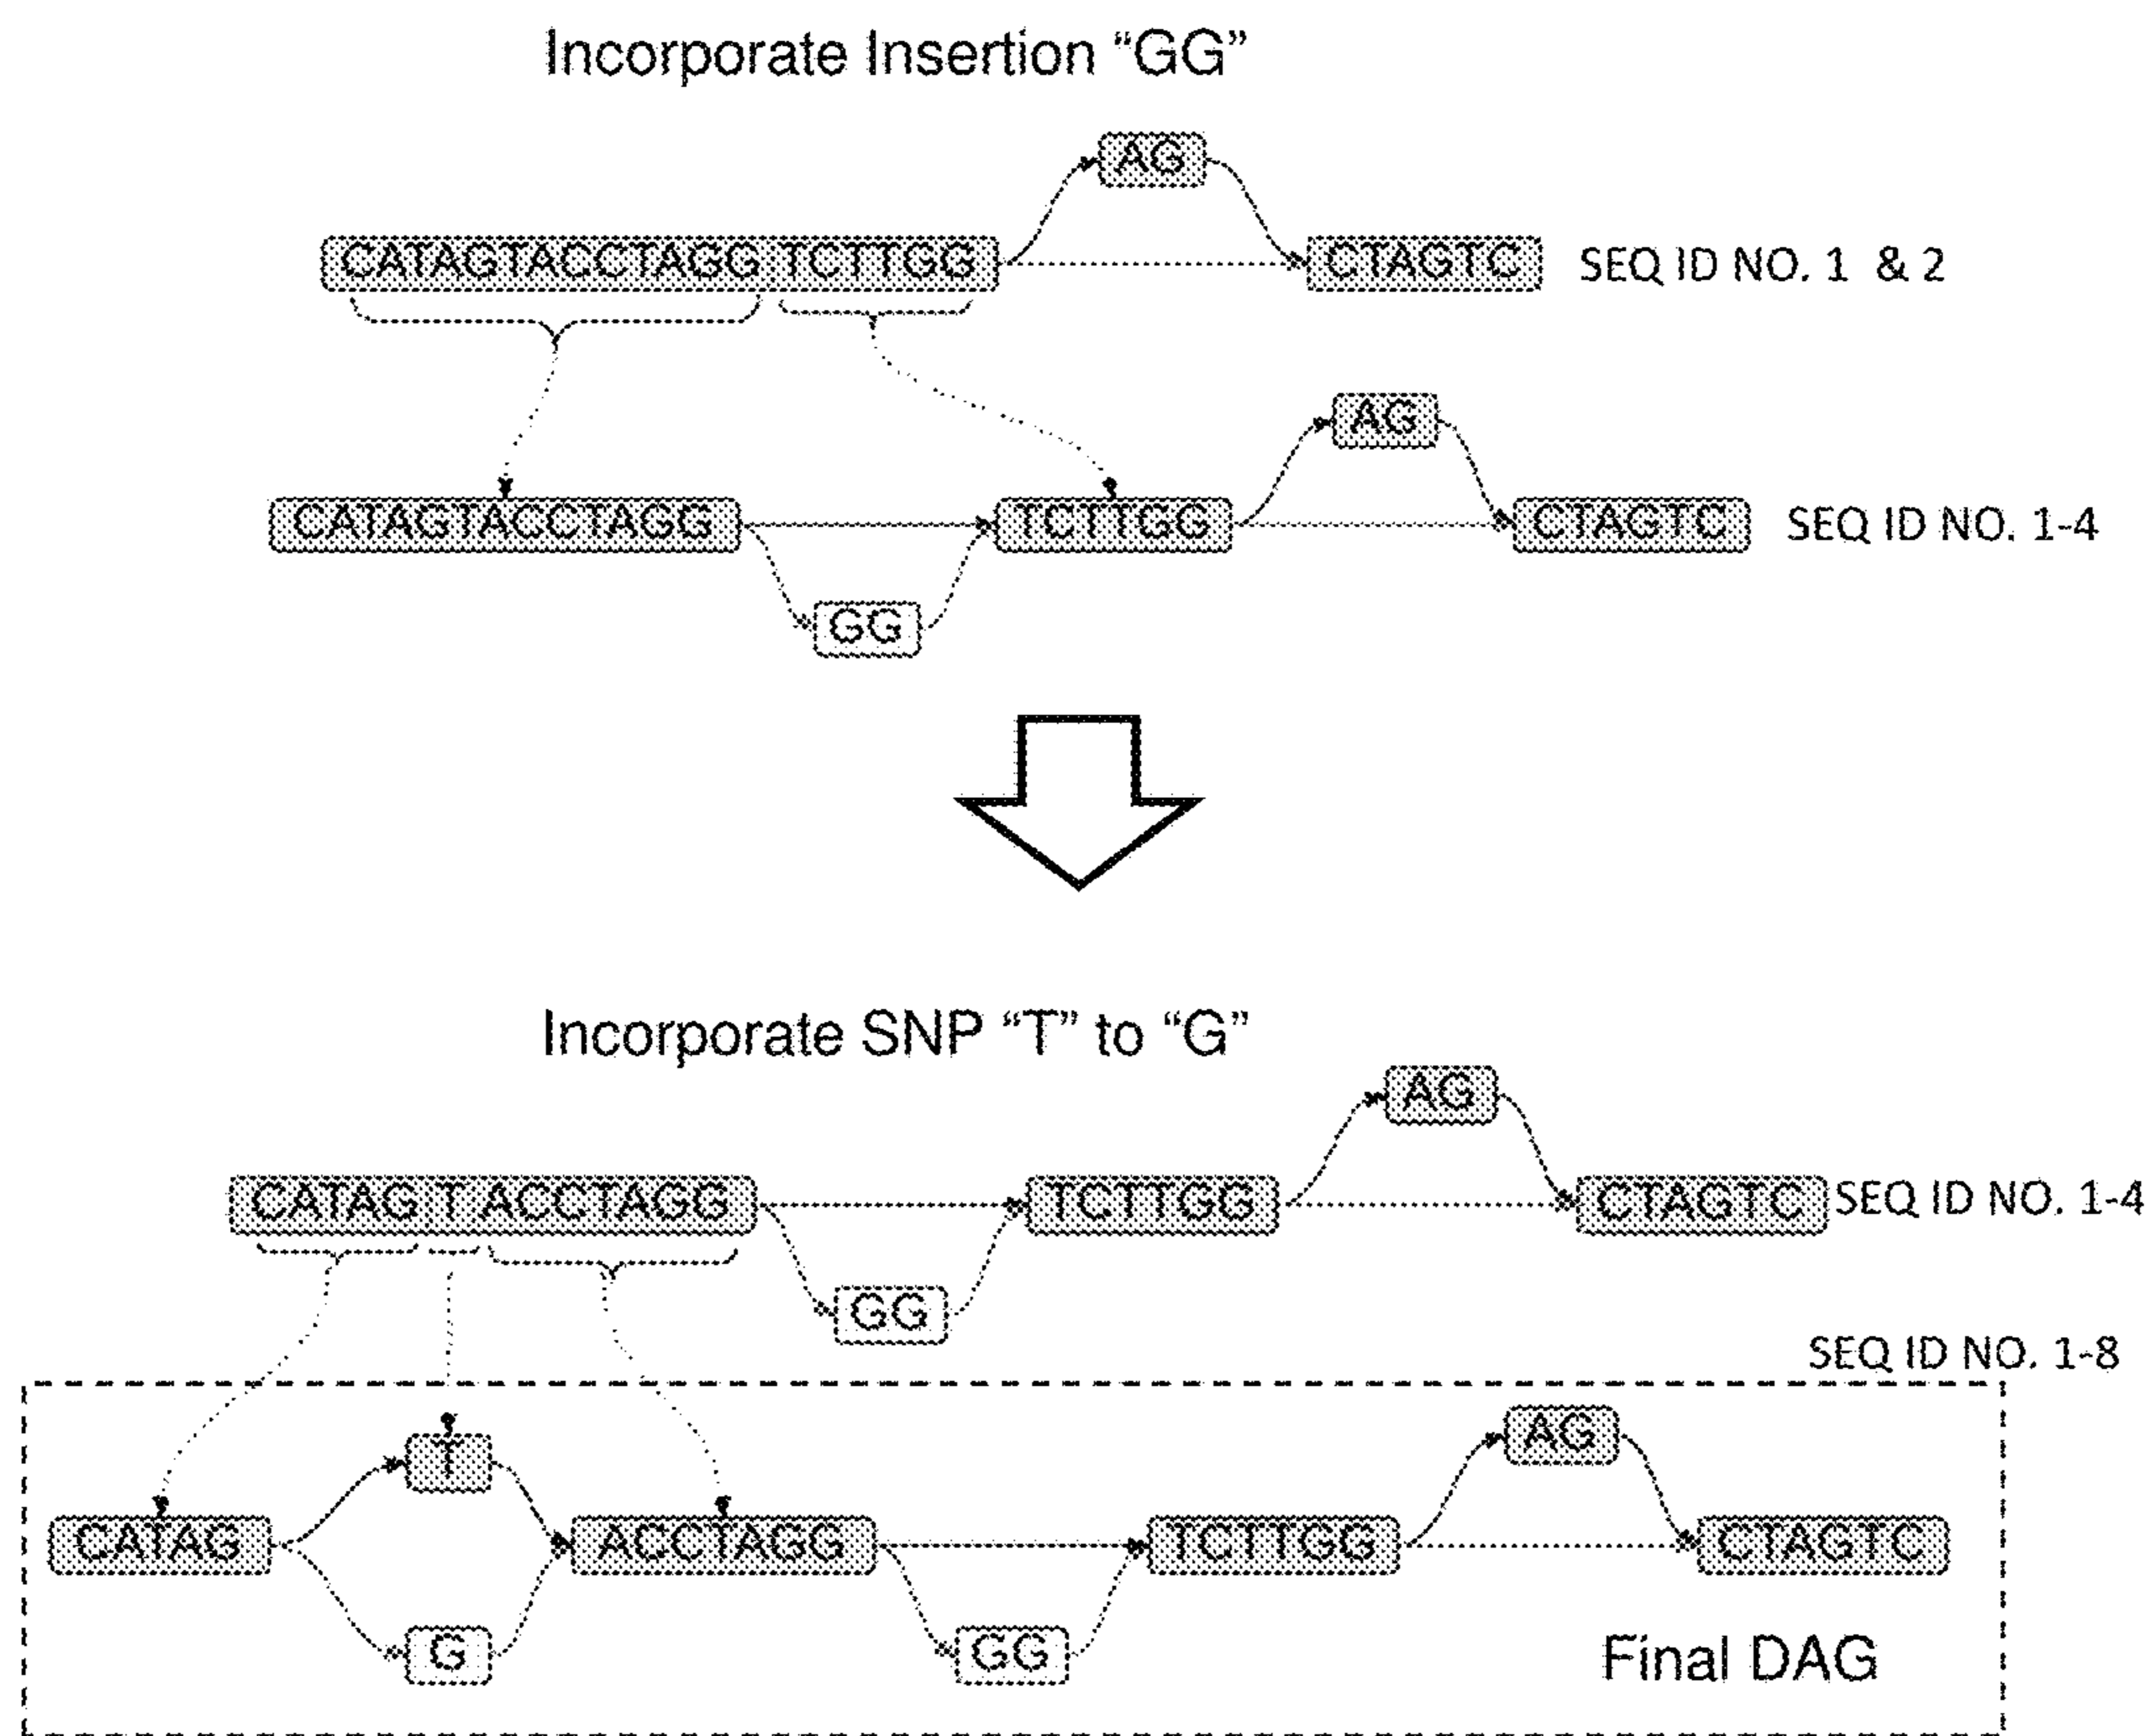 Incorporate Insertion “GG”
AG
CATAGTACCTAGG TCTTGG
CTAGTC
SEQ ID NO. 1 & 2
AG
CATAGTACCTAGG
TCTTGG
CTAGTC
SEQ ID NO. 1-4
GG
Incorporate SNP “T” to “G”
AG
CATAG T ACCTAGG
TCTTGG
CTAGTC
SEQ ID NO. 1-4
GG
SEQ ID NO. 1-8
AG
T
CATAG
ACCTAGG
TCTTGG
CTAGTC
G
GG
Final DAG